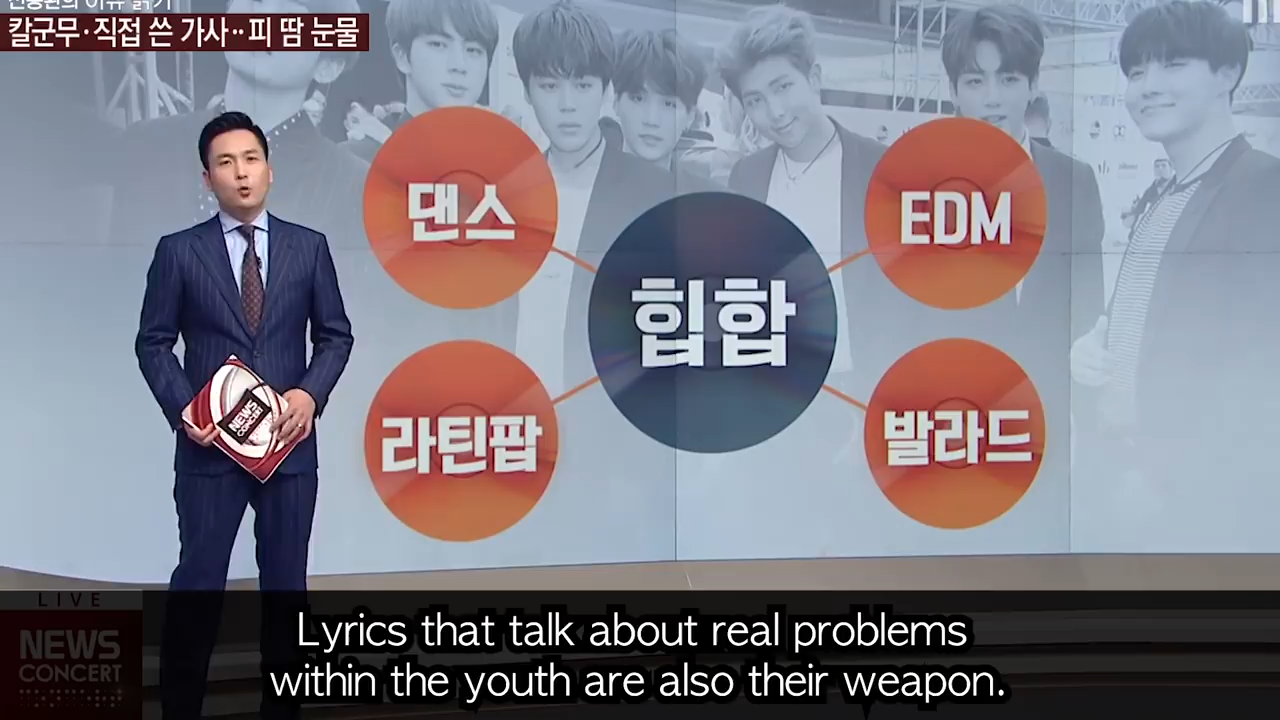 칼군무·직접 쓴 가사··피 땀 눈물
댄스
EDM
힙합
라틴팝
발라드
NEWS
CONCERT
LIVE
NEWS
CONCERT
Lyrics that talk about real problems
within the youth are also their weapon.